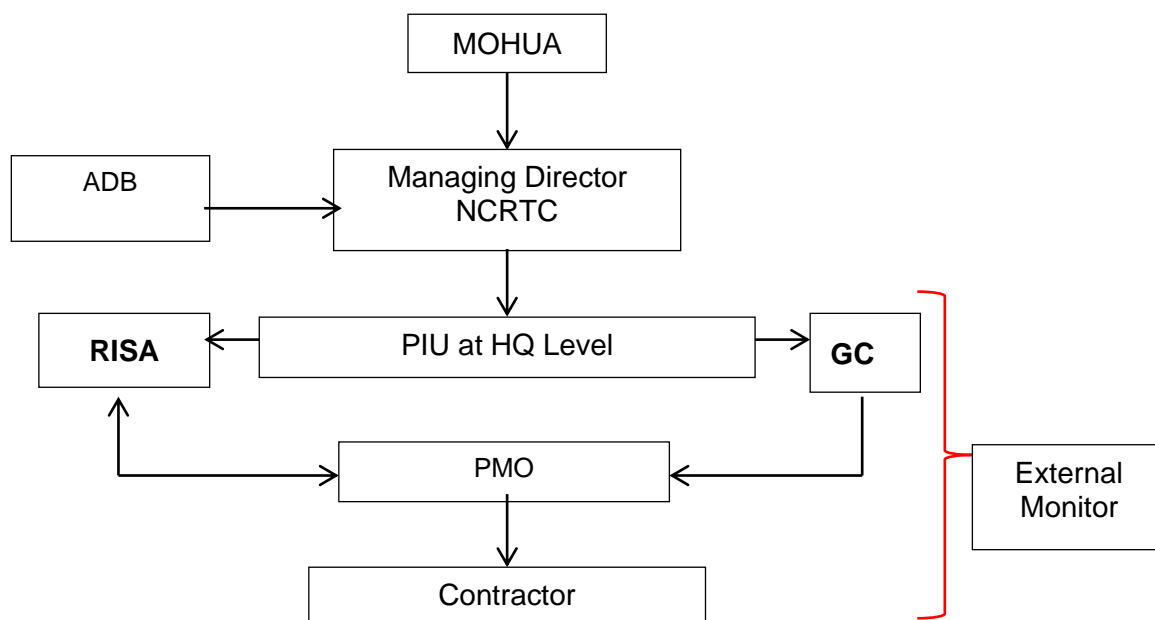 MOHUA
ADB
Managing Director
NCRTC
RISA
PIU at HQ Level
GC
PMO
External
Monitor
Contractor